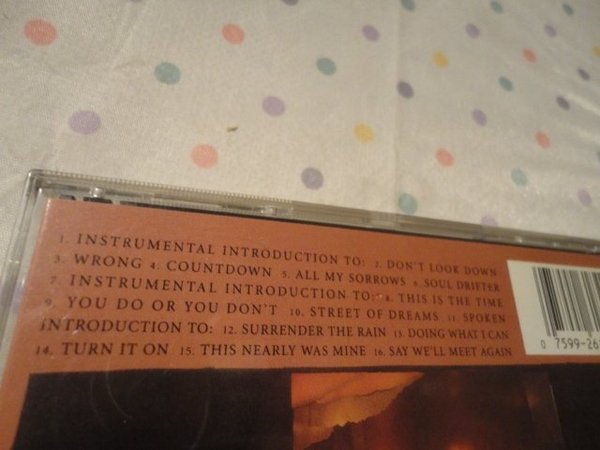 1. INSTRUMENTAL INTRODUCTION TO: 2. DON'T LOOK DOWN
3. WRONG 4. COUNTDOWN 5. ALL MY SORROWS 6. SOUL DRIFTER
7. INSTRUMENTAL INTRODUCTION TO: 8. THIS IS THE TIME
9. YOU DO OR YOU DON'T 10. STREET OF DREAMS 11. SPOKEN
INTRODUCTION TO: 12. SURRENDER THE RAIN 13. DOING WHAT I CAN
14. TURN IT ON 15. THIS NEARLY WAS MINE 16. SAY WE'LL MEET AGAIN
0 7599-26